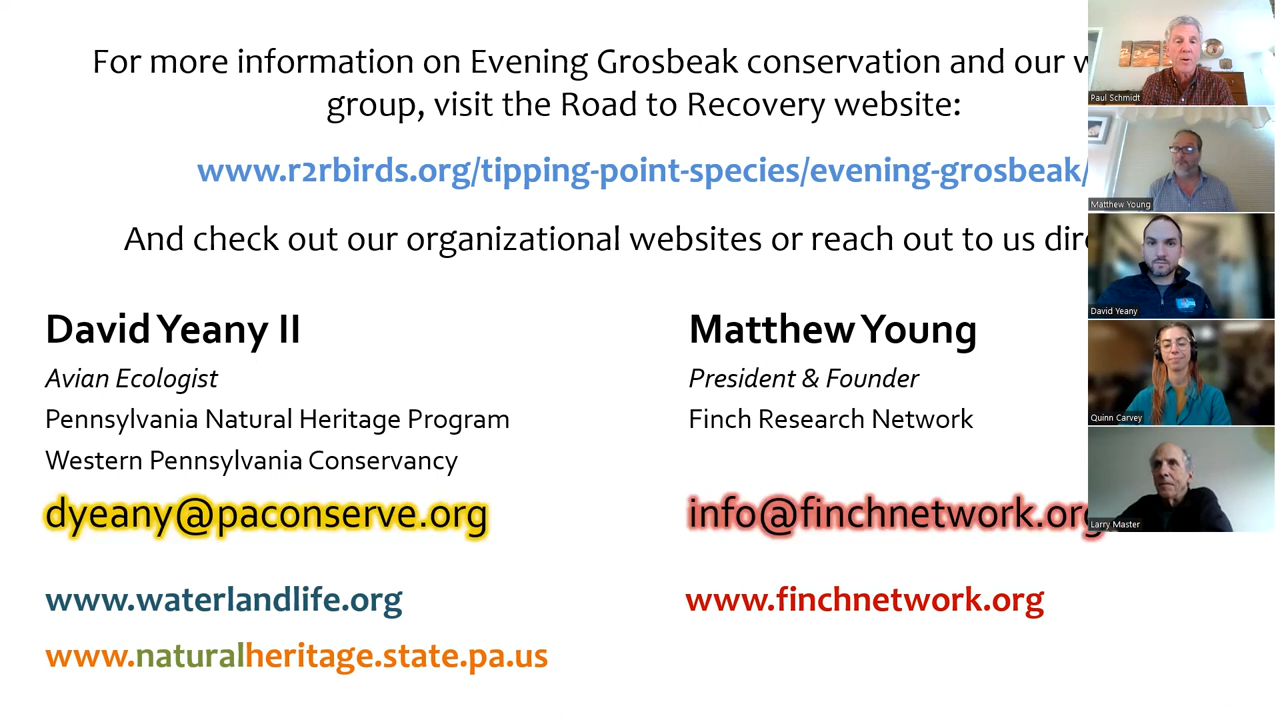 For more information on Evening Grosbeak conservation and our
group, visit the Road to Recovery website:
www.r2rbirds.org/tipping-point-species/evening-grosbeak/
And check out our organizational websites or reach out to us
David Yeany II
Avian Ecologist
Pennsylvania Natural Heritage Program
Western Pennsylvania Conservancy
dyeany@paconserve.org
www.waterlandlife.org
www.naturalheritage.state.pa.us
Matthew Young
President & Founder
Finch Research Network
info@finchnetwork.org
www.finchnetwork.org
Paul Schmidt
Matthew Young
David Yeany
Quinn Carvey
Larry Master